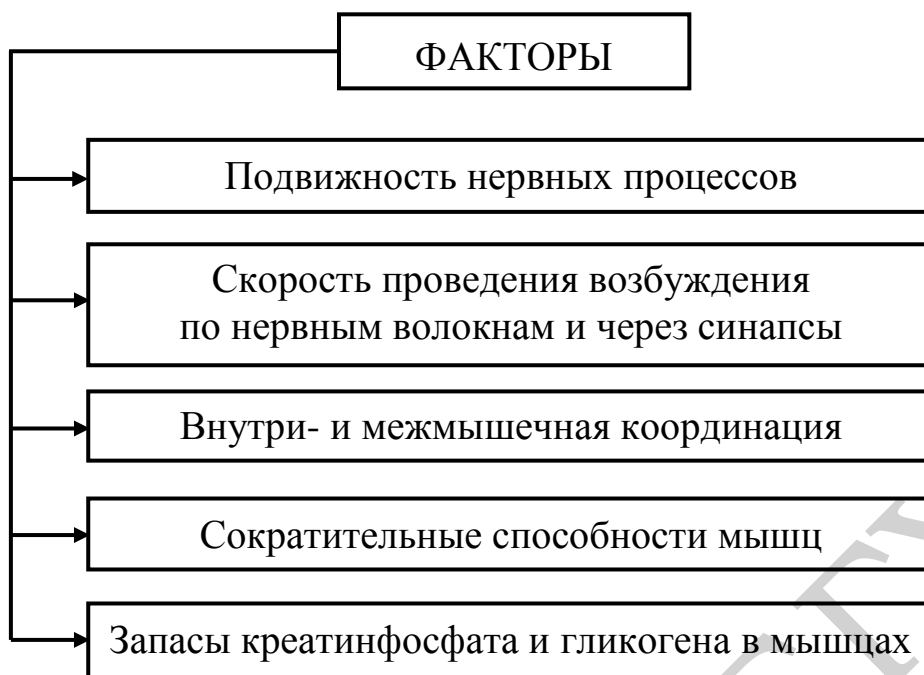 ФАКТОРЫ
Подвижность нервных процессов
Скорость проведения возбуждения
по нервным волокнам и через синапсы
Внутри- и межмышечная координация
Сократительные способности мышц
Запасы креатинфосфата и гликогена в мышцах